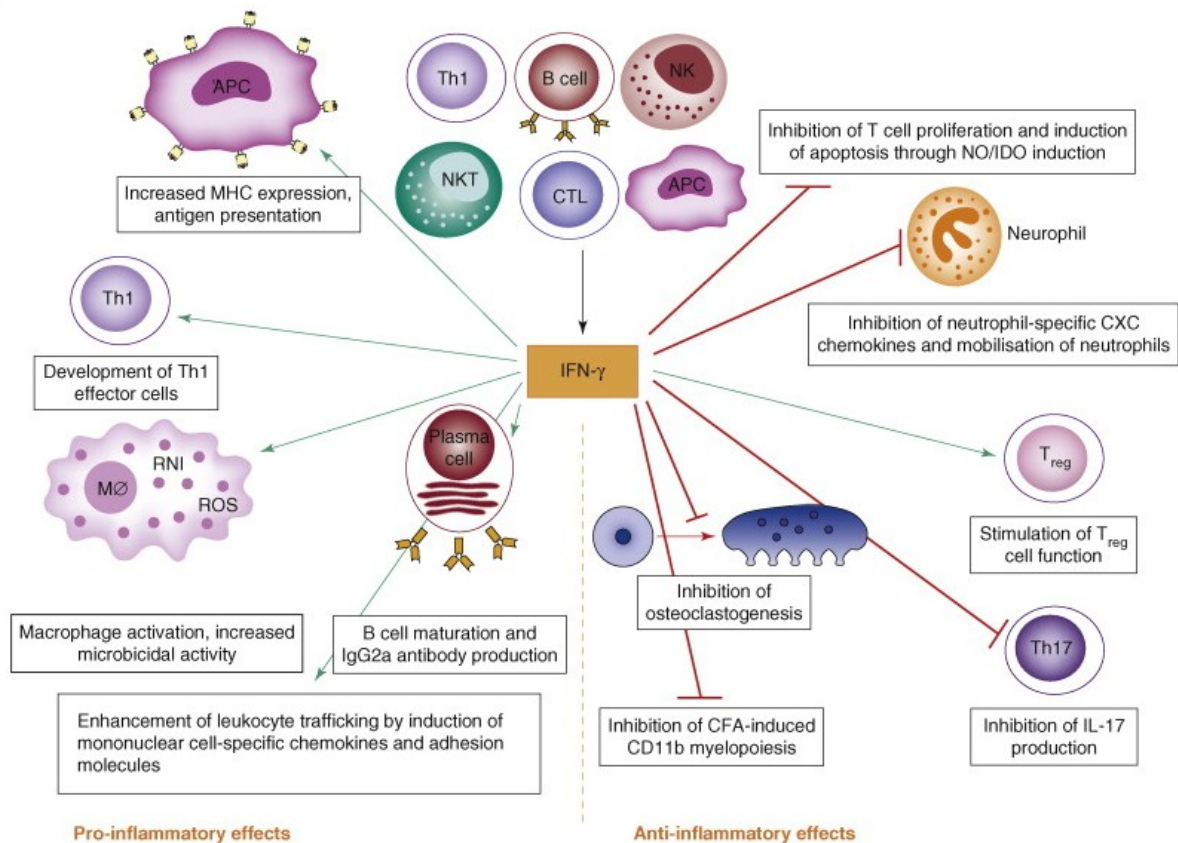 APC
Increased MHC expression,
antigen presentation
Th1
B cell
NK
NKT
CTL
APC
Inhibition of T cell proliferation and induction
of apoptosis through NO/IDO induction
Neurophil
Inhibition of neutrophil-specific CXC
chemokines and mobilisation of neutrophils
IFN-γ
Th1
Development of Th1
effector cells
MØ
RNI
ROS
Macrophage activation, increased
microbicidal activity
Plasma
cell
B cell maturation and
IgG2a antibody production
Enhancement of leukocyte trafficking by induction of
mononuclear cell-specific chemokines and adhesion
molecules
Treg
Stimulation of Treg
cell function
Inhibition of
osteoclastogenesis
Th17
Inhibition of IL-17
production
Inhibition of CFA-induced
CD11b myelopoiesis
Pro-inflammatory effects
Anti-inflammatory effects